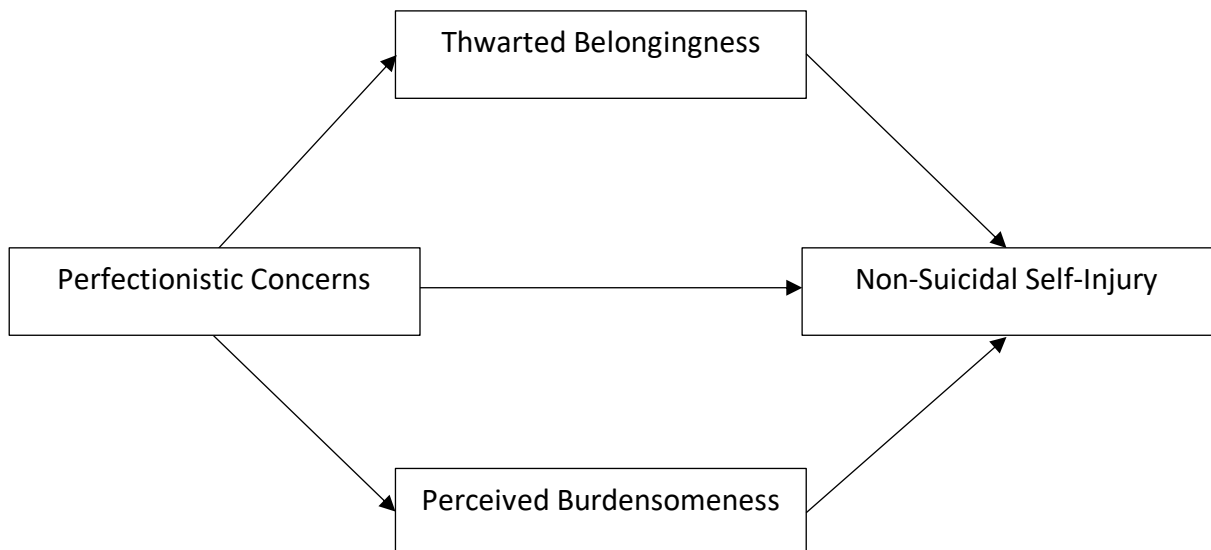 Thwarted Belongingness
Perfectionistic Concerns
Non-Suicidal Self-Injury
Perceived Burdensomeness